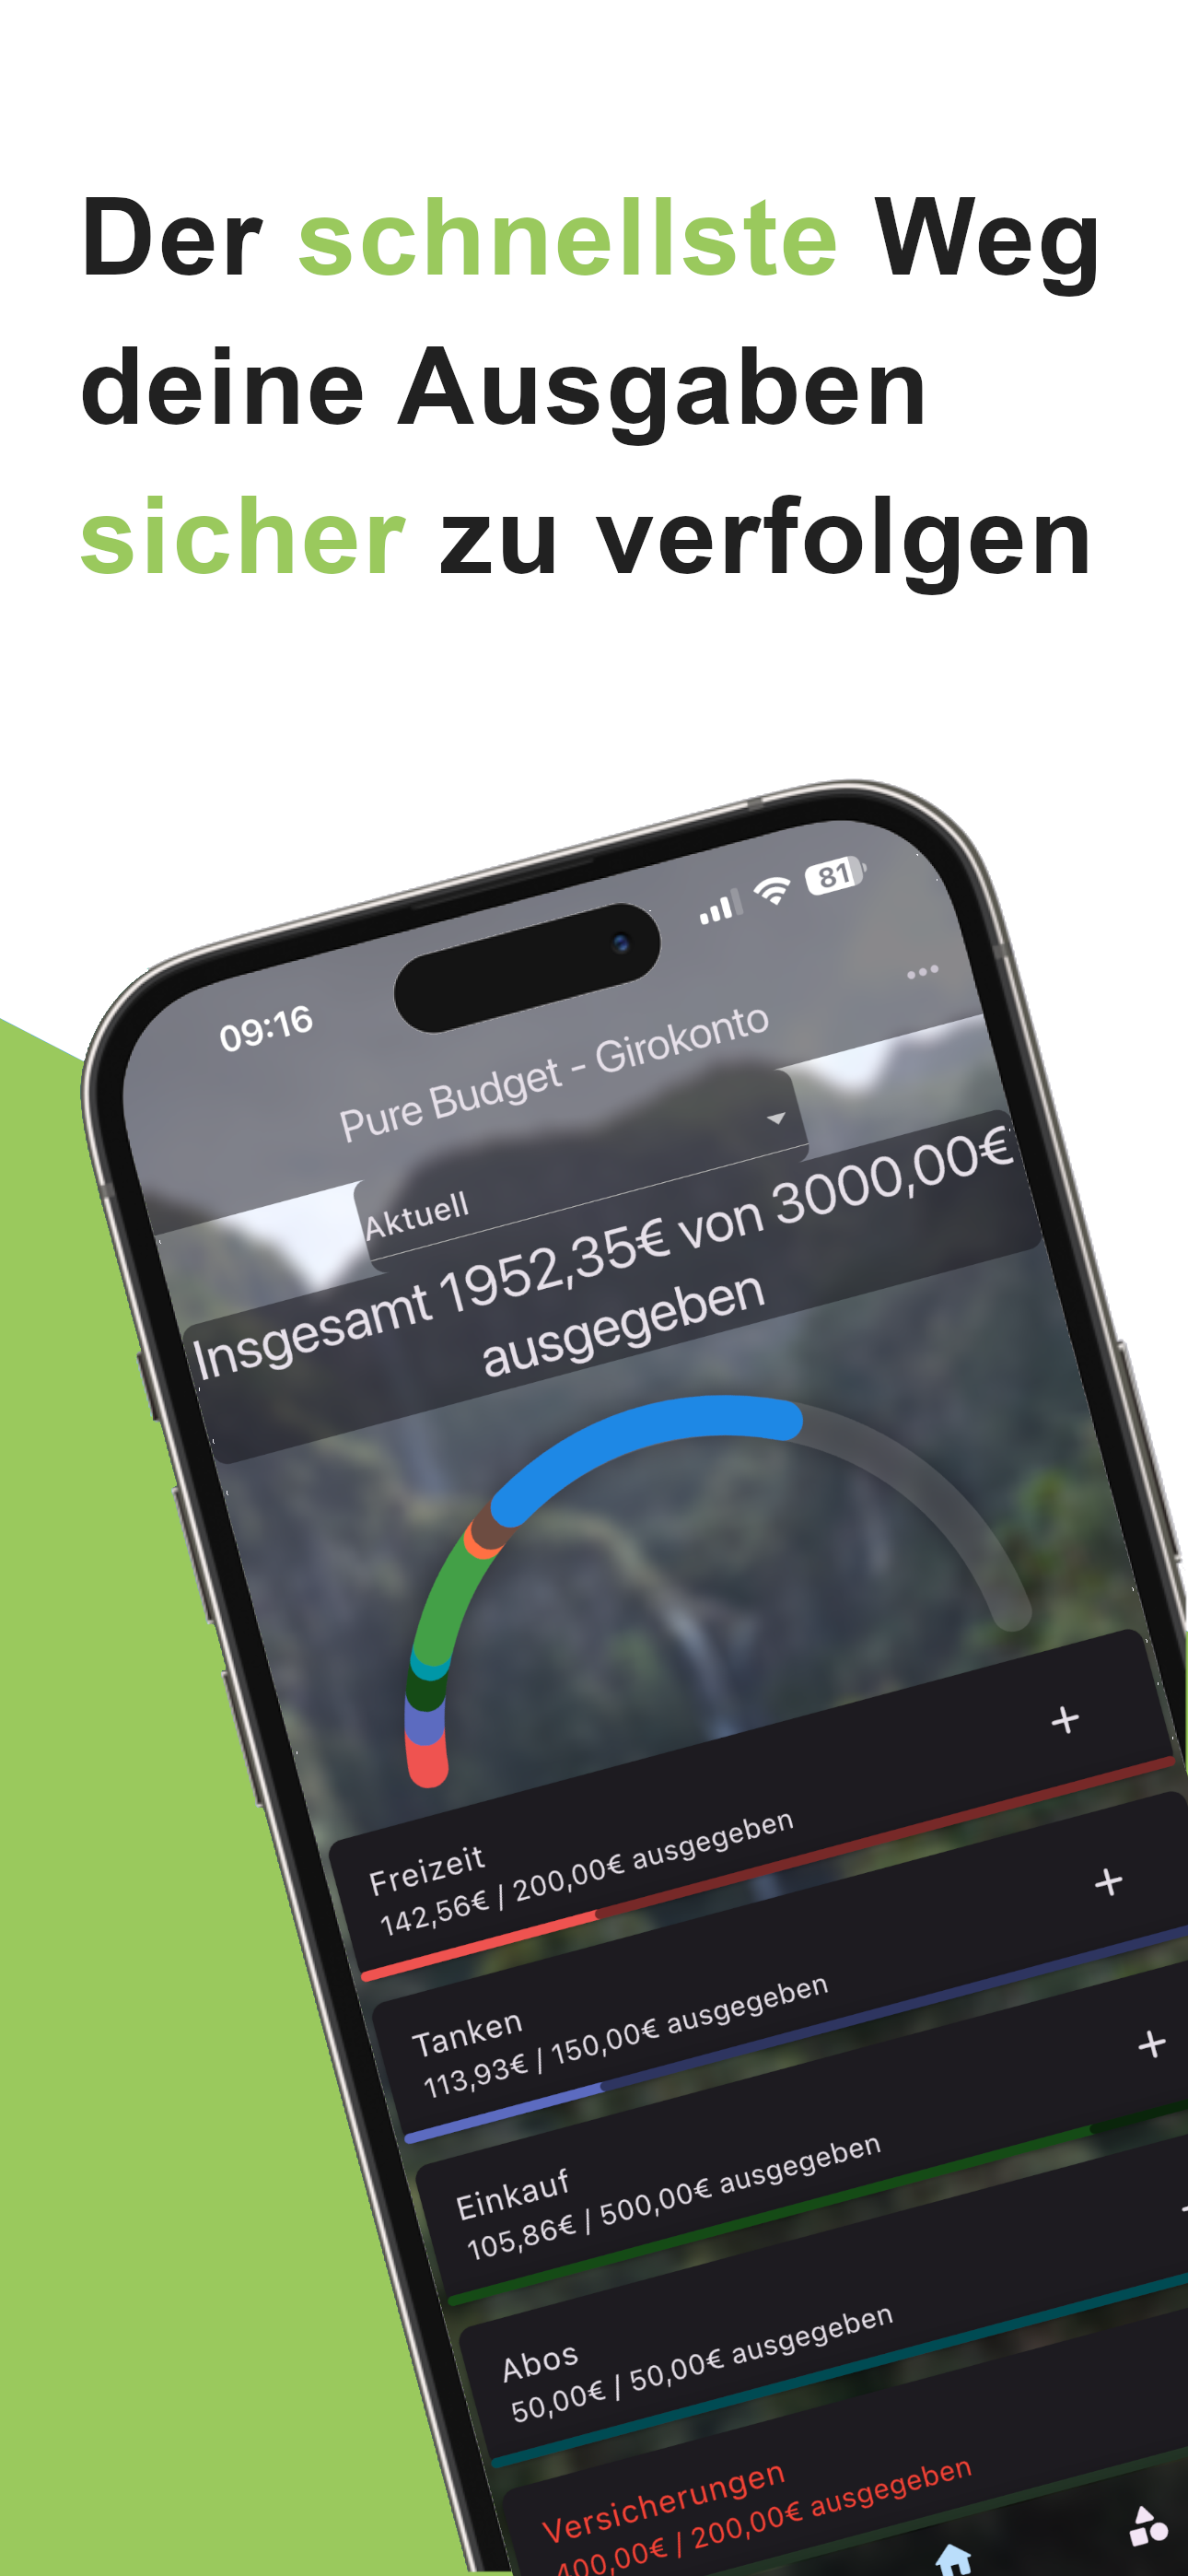 Der schnellste Weg
deine Ausgaben
sicher zu verfolgen
09:16
81
Pure Budget - Girokonto
Aktuell
Insgesamt 1952,35€ von 3000,00€
ausgegeben
Freizeit
142,56€ / 200,00€ ausgegeben
Tanken
113,93€ / 150,00€ ausgegeben
Einkauf
105,86€ / 500,00€ ausgegeben
Abos
50,00€ / 50,00€ ausgegeben
Versicherungen
400,00€ / 200,00€ ausgegeben